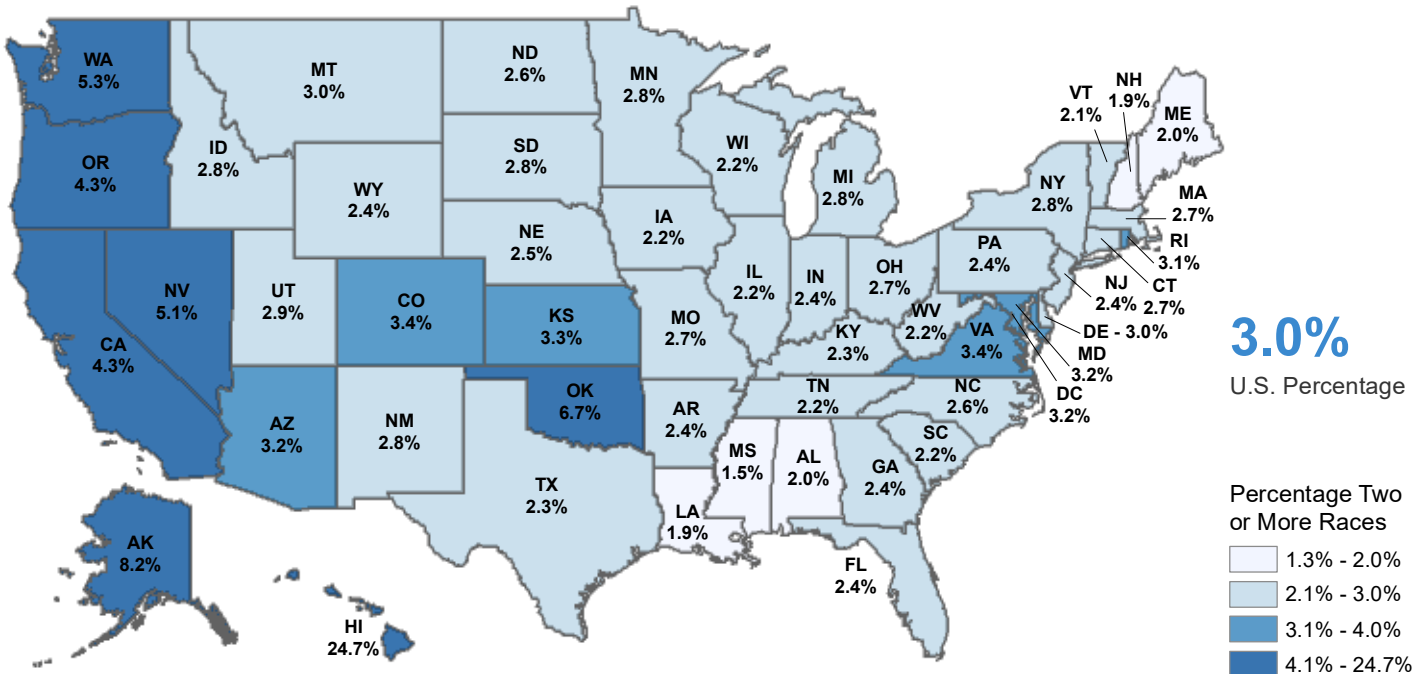 WA
5.3%
OR
4.3%
CA
4.3%
NV
5.1%
ID
2.8%
MT
3.0%
WY
2.4%
UT
2.9%
AZ
3.2%
CO
3.4%
NM
2.8%
ND
2.6%
SD
2.8%
NE
2.5%
KS
3.3%
OK
6.7%
TX
2.3%
MN
2.8%
IA
2.2%
MO
2.7%
AR
2.4%
LA
1.9%
WI
2.2%
IL
2.2%
MI
2.8%
IN
2.4%
OH
2.7%
KY
2.3%
TN
2.2%
MS
1.5%
AL
2.0%
GA
2.4%
FL
2.4%
SC
2.2%
NC
2.6%
VA
3.4%
WV
2.2%
PA
2.4%
NY
2.8%
VT
2.1%
NH
1.9%
ME
2.0%
MA
2.7%
RI
3.1%
CT
2.7%
NJ
2.4%
DE - 3.0%
MD
3.2%
DC
3.2%
AK
8.2%
HI
24.7%
3.0%
U.S. Percentage
Percentage Two
or More Races
1.3% - 2.0%
2.1% - 3.0%
3.1% - 4.0%
4.1% - 24.7%